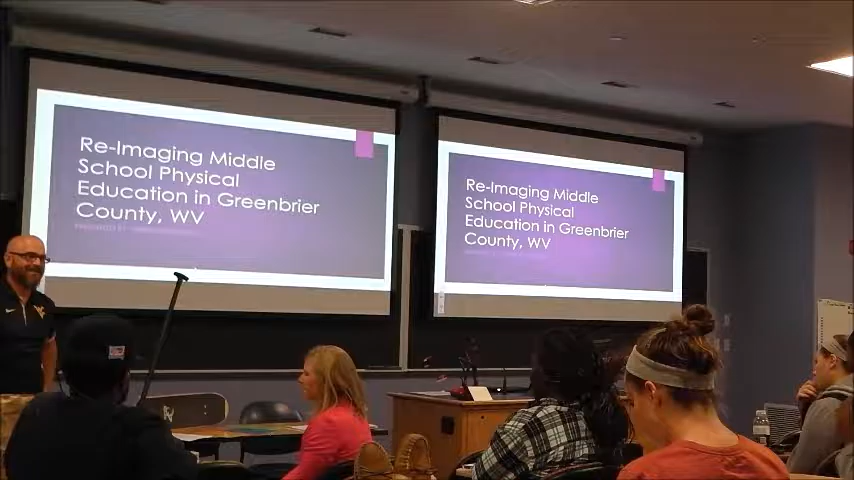 Re-Imaging Middle
School Physical
Education in Greenbrier
County, WV
Re-Imaging Middle
School Physical
Education in Greenbrier
County, WV